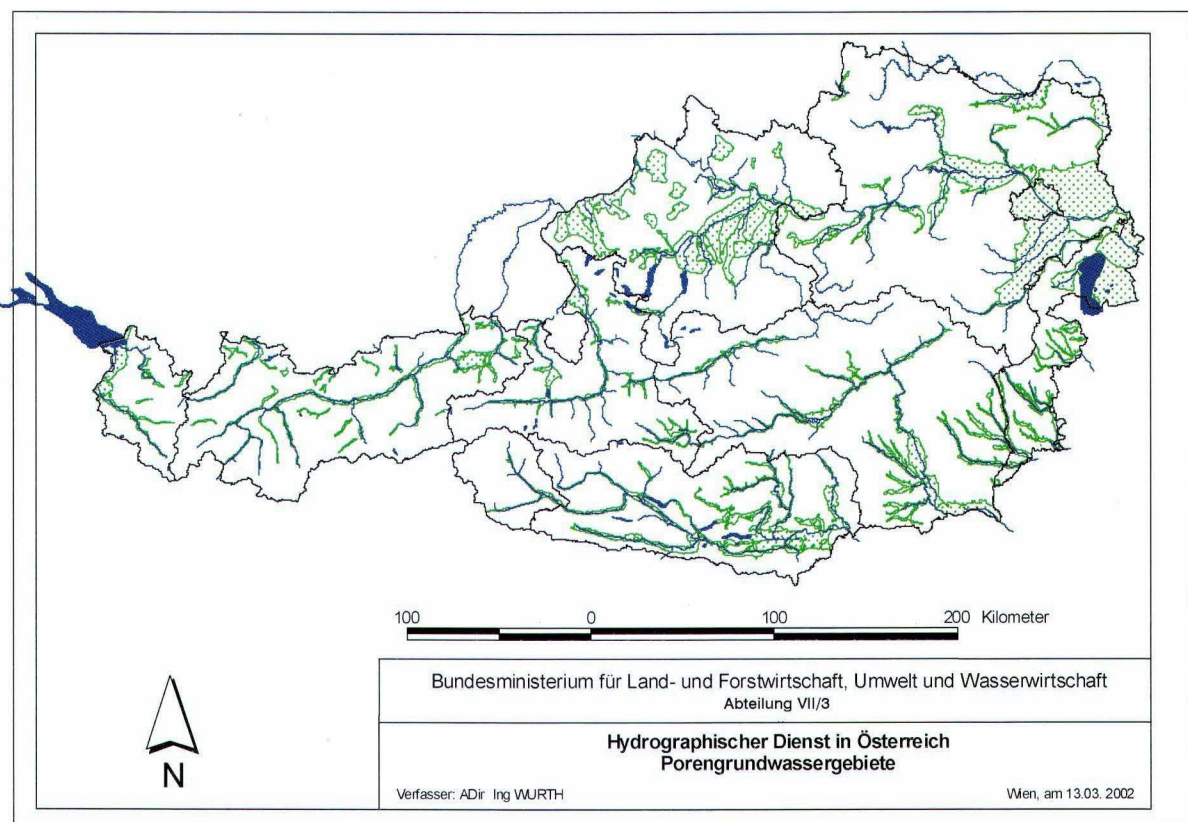 100 0 100 200 Kilometer
N
Bundesministerium für Land- und Forstwirtschaft, Umwelt und Wasserwirtschaft
Abteilung VII/3
Hydrographischer Dienst in Österreich
Porengrundwassergebiete
Verfasser: ADir Ing WURTH Wien, am 13.03. 2002